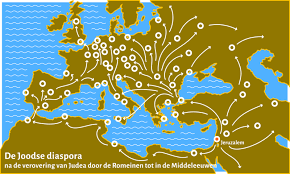 Jeruzalem
De Joodse diaspora
na de verovering van Judea door de Romeinen tot in de Middeleeuwen